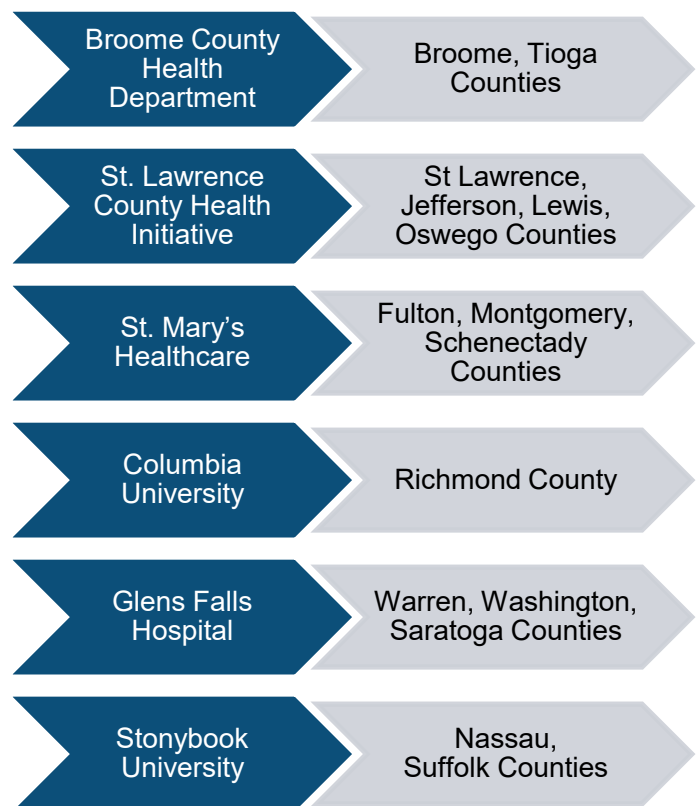 Broome County
Health
Department
Broome, Tioga
Counties
St. Lawrence
County Health
Initiative
St Lawrence,
Jefferson, Lewis,
Oswego Counties
St. Mary’s
Healthcare
Fulton, Montgomery,
Schenectady
Counties
Columbia
University
Richmond County
Glens Falls
Hospital
Warren, Washington,
Saratoga Counties
Stonybook
University
Nassau,
Suffolk Counties